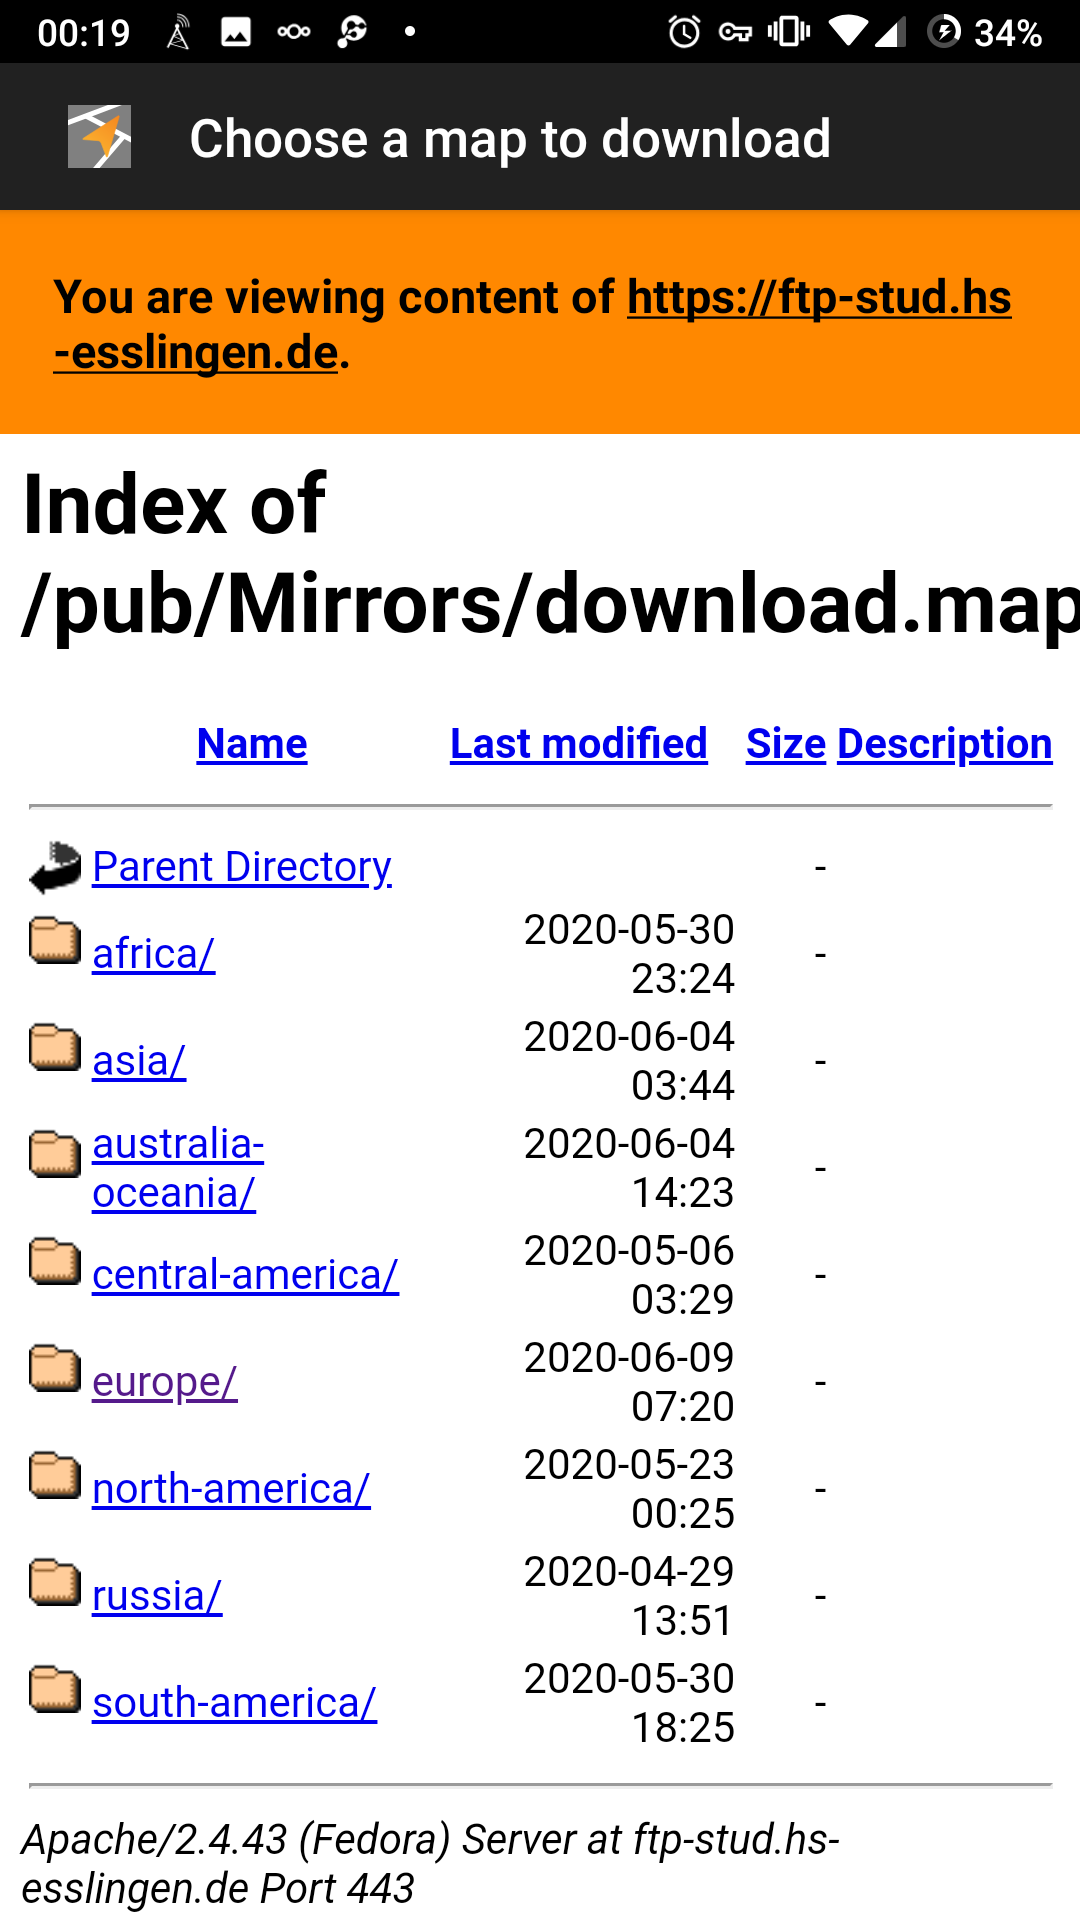 00:19
34%
Choose a map to download
You are viewing content of https://ftp-stud.hs
-esslingen.de.
Index of
/pub/Mirrors/download.map
Name Last modified Size Description
Parent Directory -
africa/ 2020-05-30 23:24 -
asia/ 2020-06-04 03:44 -
australia-oceania/ 2020-06-04 14:23 -
central-america/ 2020-05-06 03:29 -
europe/ 2020-06-09 07:20 -
north-america/ 2020-05-23 00:25 -
russia/ 2020-04-29 13:51 -
south-america/ 2020-05-30 18:25 -
Apache/2.4.43 (Fedora) Server at ftp-stud.hs-
esslingen.de Port 443